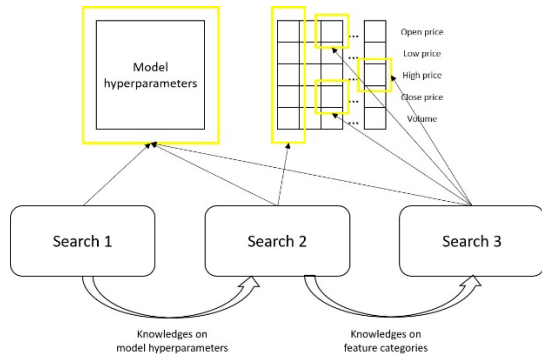 Model
hyperparameters
...
Open price
Low price
...
High price
...
Close price
...
Volume
...
Search 1
Search 2
Search 3
Knowledges on
model hyperparameters
Knowledges on
feature categories